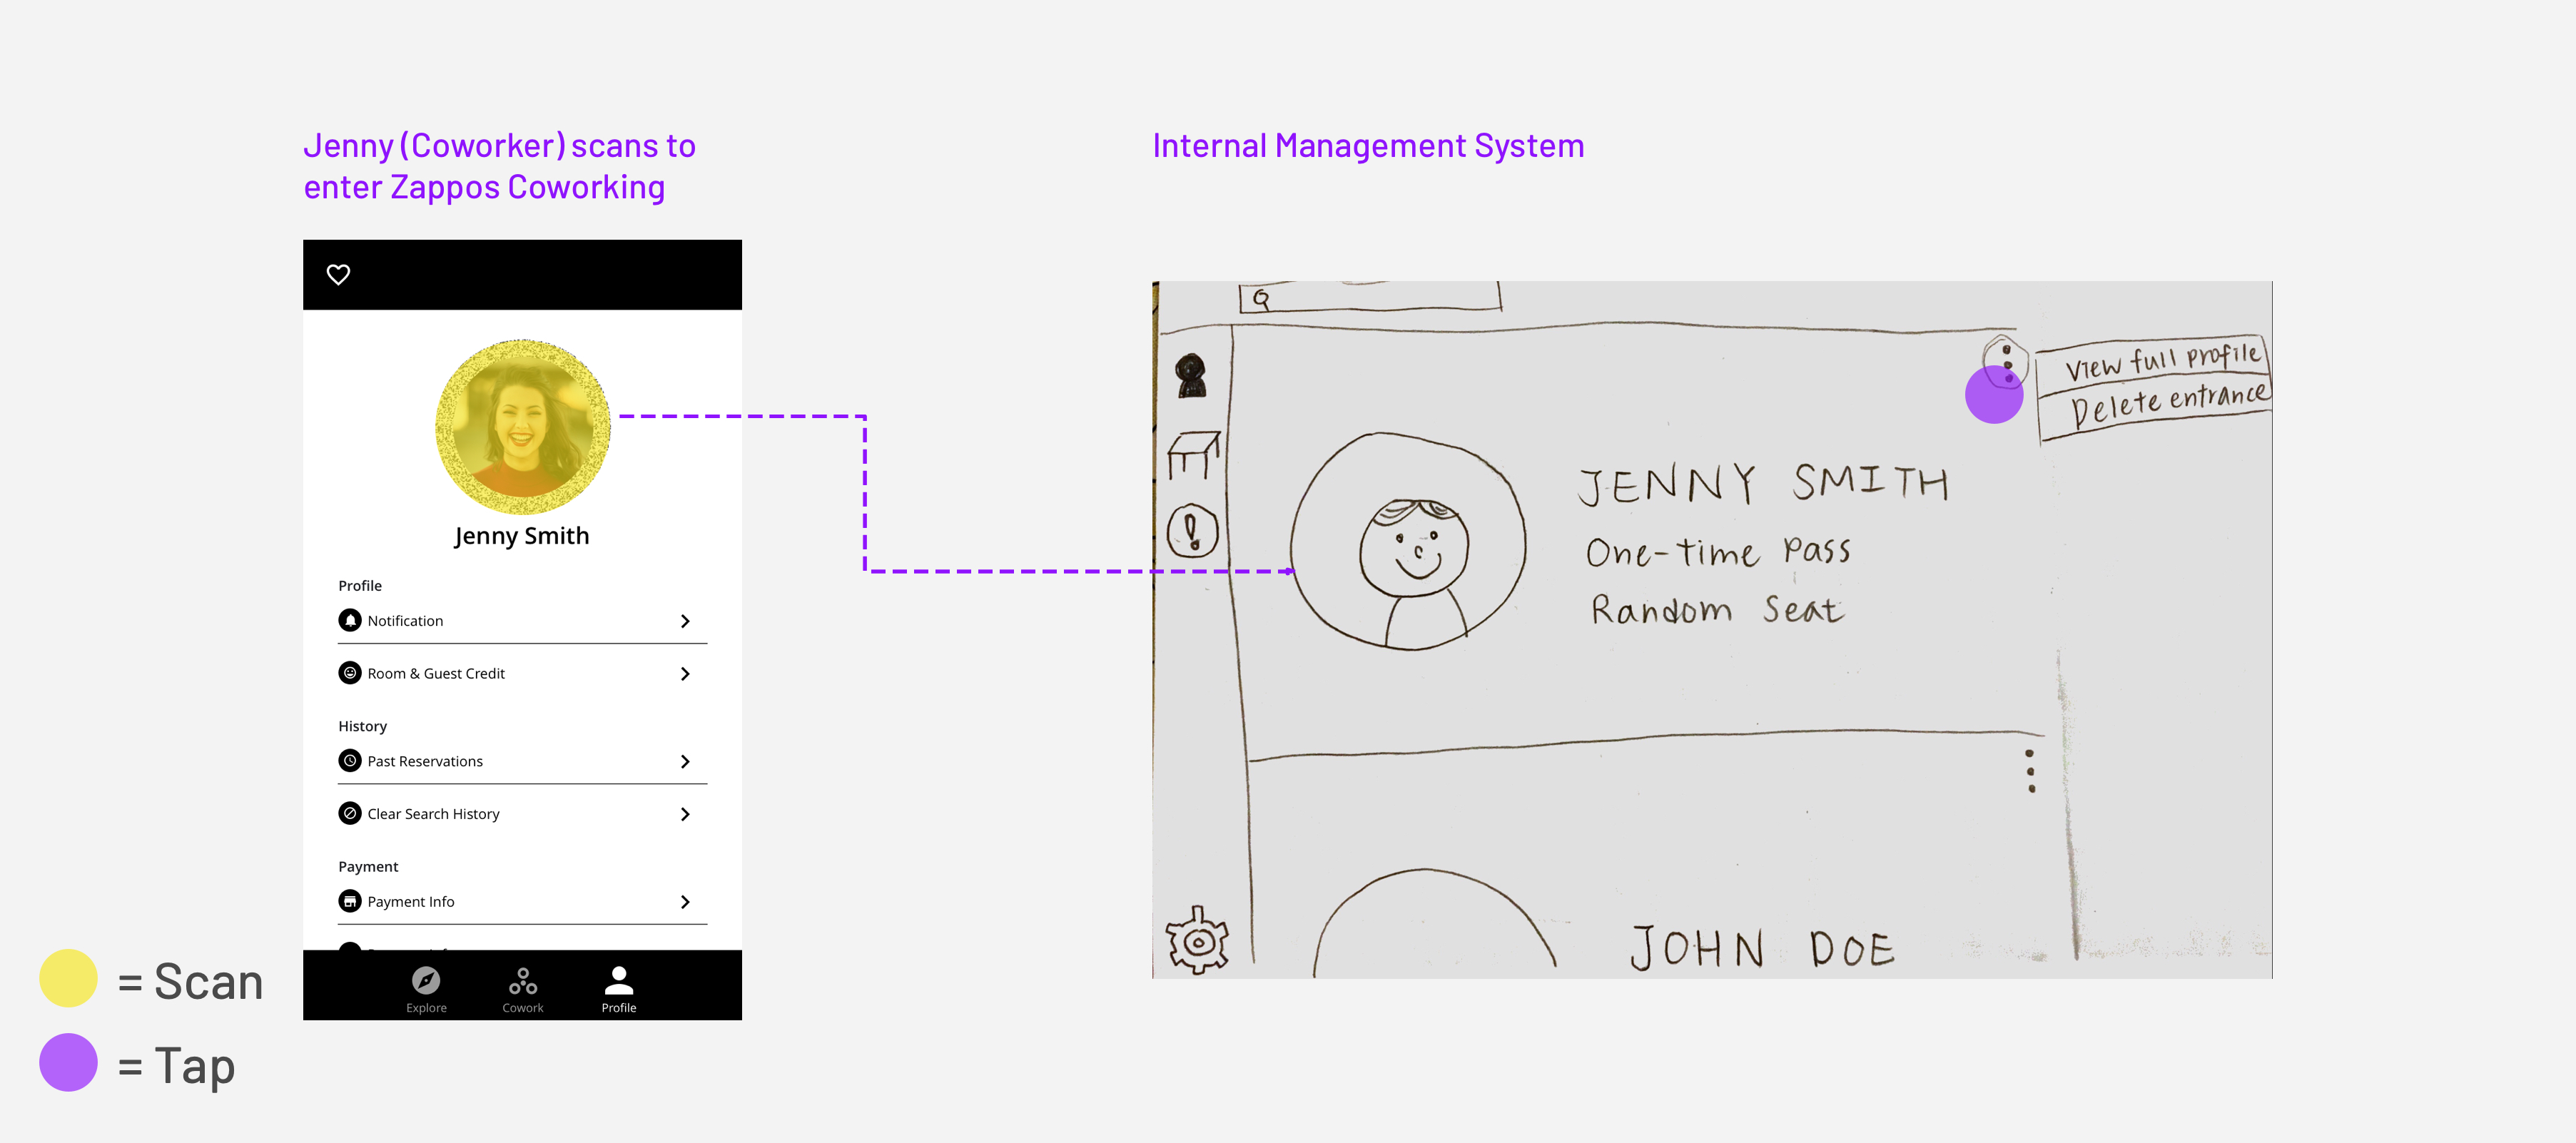 Jenny (Coworker) scans to
enter Zappos Coworking
Internal Management System
Jenny Smith
Profile
Notification
Room & Guest Credit
History
Past Reservations
Clear Search History
Payment
Payment Info
Explore
Cowork
Profile
View full profile
Delete entrance
JENNY SMITH
One-time Pass
Random Seat
JOHN DOE
= Scan
= Tap